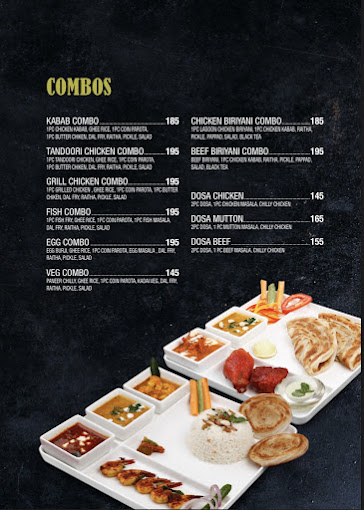 COMBOS
KABAB COMBO 185
1PC CHICKEN KABAB, GHEE RICE, 1PC COIN PAROTA,
1PC BUTTER CHIKEN, DAL FRY, RAITHA, PICKLE, SALAD
TANDOORI CHICKEN COMBO 195
1PC TANDOORI CHICKEN, GHEE RICE, 1PC COIN PAROTA,
1PC BUTTER CHIKEN, DAL FRY, RAITHA, PICKLE, SALAD
GRILL CHICKEN COMBO 195
1PC GRILLED CHICKEN, GHEE RICE, 1PC COIN PAROTA, 1PC BUTTER
CHIKEN, DAL FRY, RAITHA, PICKLE, SALAD
FISH COMBO 195
1PC FISH FRY, GHEE RICE, 1PC COIN PAROTA, 1PC FISH MASALA,
DAL FRY, RAITHA, PICKLE, SALAD
EGG COMBO 195
EGG BURJI, GHEE RICE, 1PC COIN PAROTA, EGG MASALA, DAL FRY,
RAITHA, PICKLE, SALAD
VEG COMBO 145
PANEER CHILLY, GHEE RICE, 1PC COIN PAROTA, KADAI VEG, DAL FRY,
RAITHA, PICKLE, SALAD
CHICKEN BIRIYANI COMBO 185
1PC LAGOON CHICKEN BIRIYANI, 1PC CHICKEN KABAB, RAITHA,
PICKLE, PAPPAD, SALAD, BLACK TEA
BEEF BIRIYANI COMBO 195
BEEF BIRIYANI, 1PC CHICKEN KABAB, RAITHA, PICKLE, PAPPAD,
SALAD, BLACK TEA
DOSA CHICKEN 145
2PC DOSA, 1PC CHICKEN MASALA, CHILLY CHICKEN
DOSA MUTTON 165
2PC DOSA, 1 PC MUTTON MASALA, CHILLY CHICKEN
DOSA BEEF 155
2PC DOSA, 1 PC BEEF MASALA, CHILLY CHICKEN